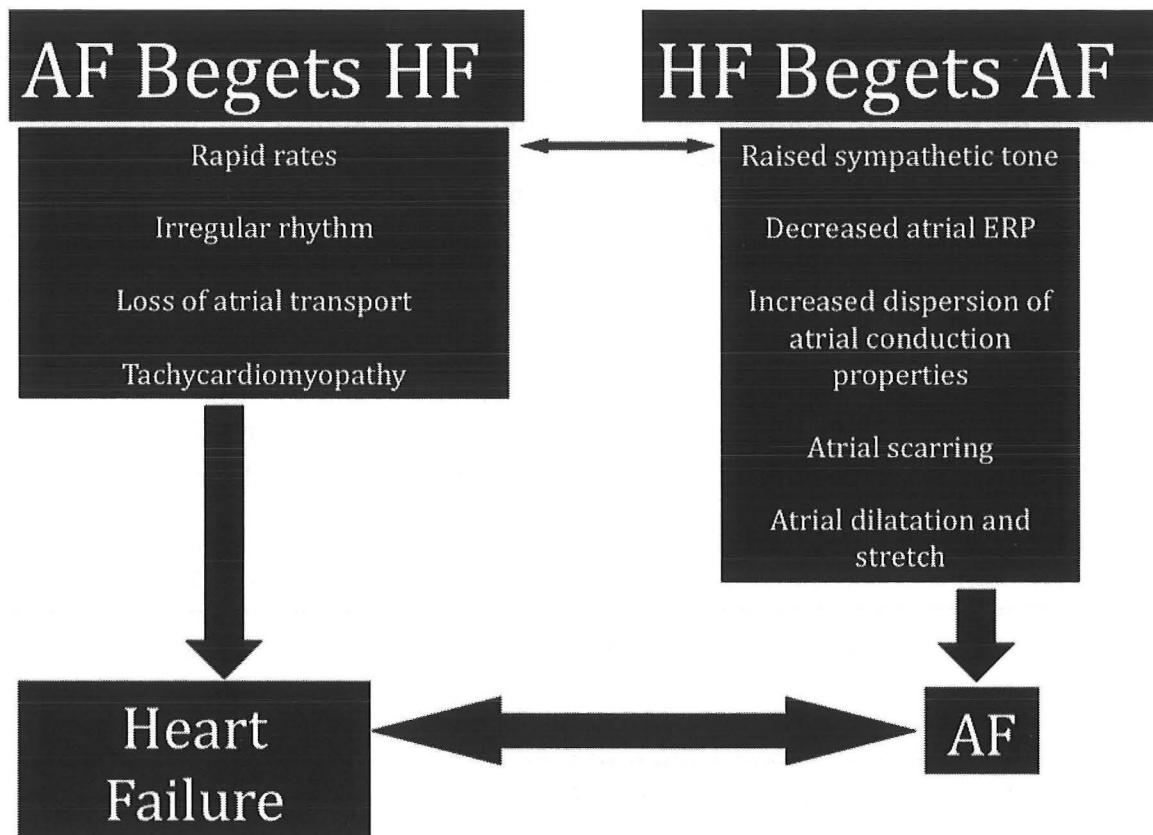 AF Begets HF
Rapid rates
Irregular rhythm
Loss of atrial transport
Tachycardiomyopathy
Heart
Failure
HF Begets AF
Raised sympathetic tone
Decreased atrial ERP
Increased dispersion of
atrial conduction
properties
Atrial scarring
Atrial dilatation and
stretch
AF